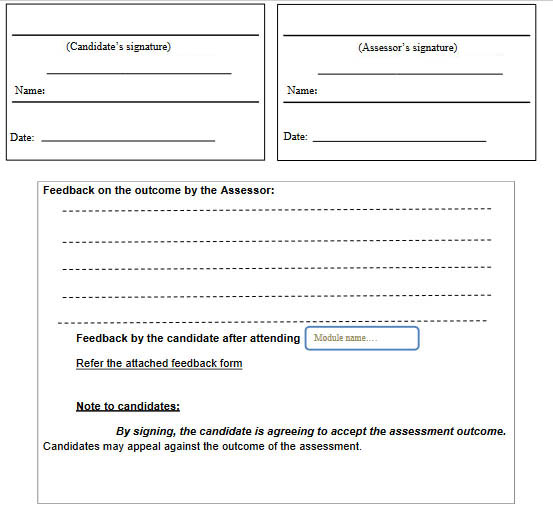 (Candidate's signature)
Name:
Date:
(Assessor's signature)
Name:
Date:
Feedback on the outcome by the Assessor:
Feedback by the candidate after attending Module name....
Refer the attached feedback form
Note to candidates:
By signing, the candidate is agreeing to accept the assessment outcome.
Candidates may appeal against the outcome of the assessment.